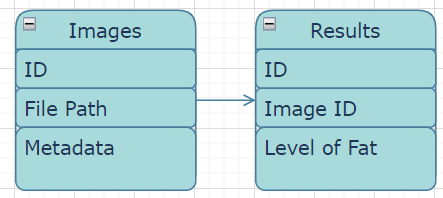 Images
ID
File Path
Metadata
Results
ID
Image ID
Level of Fat